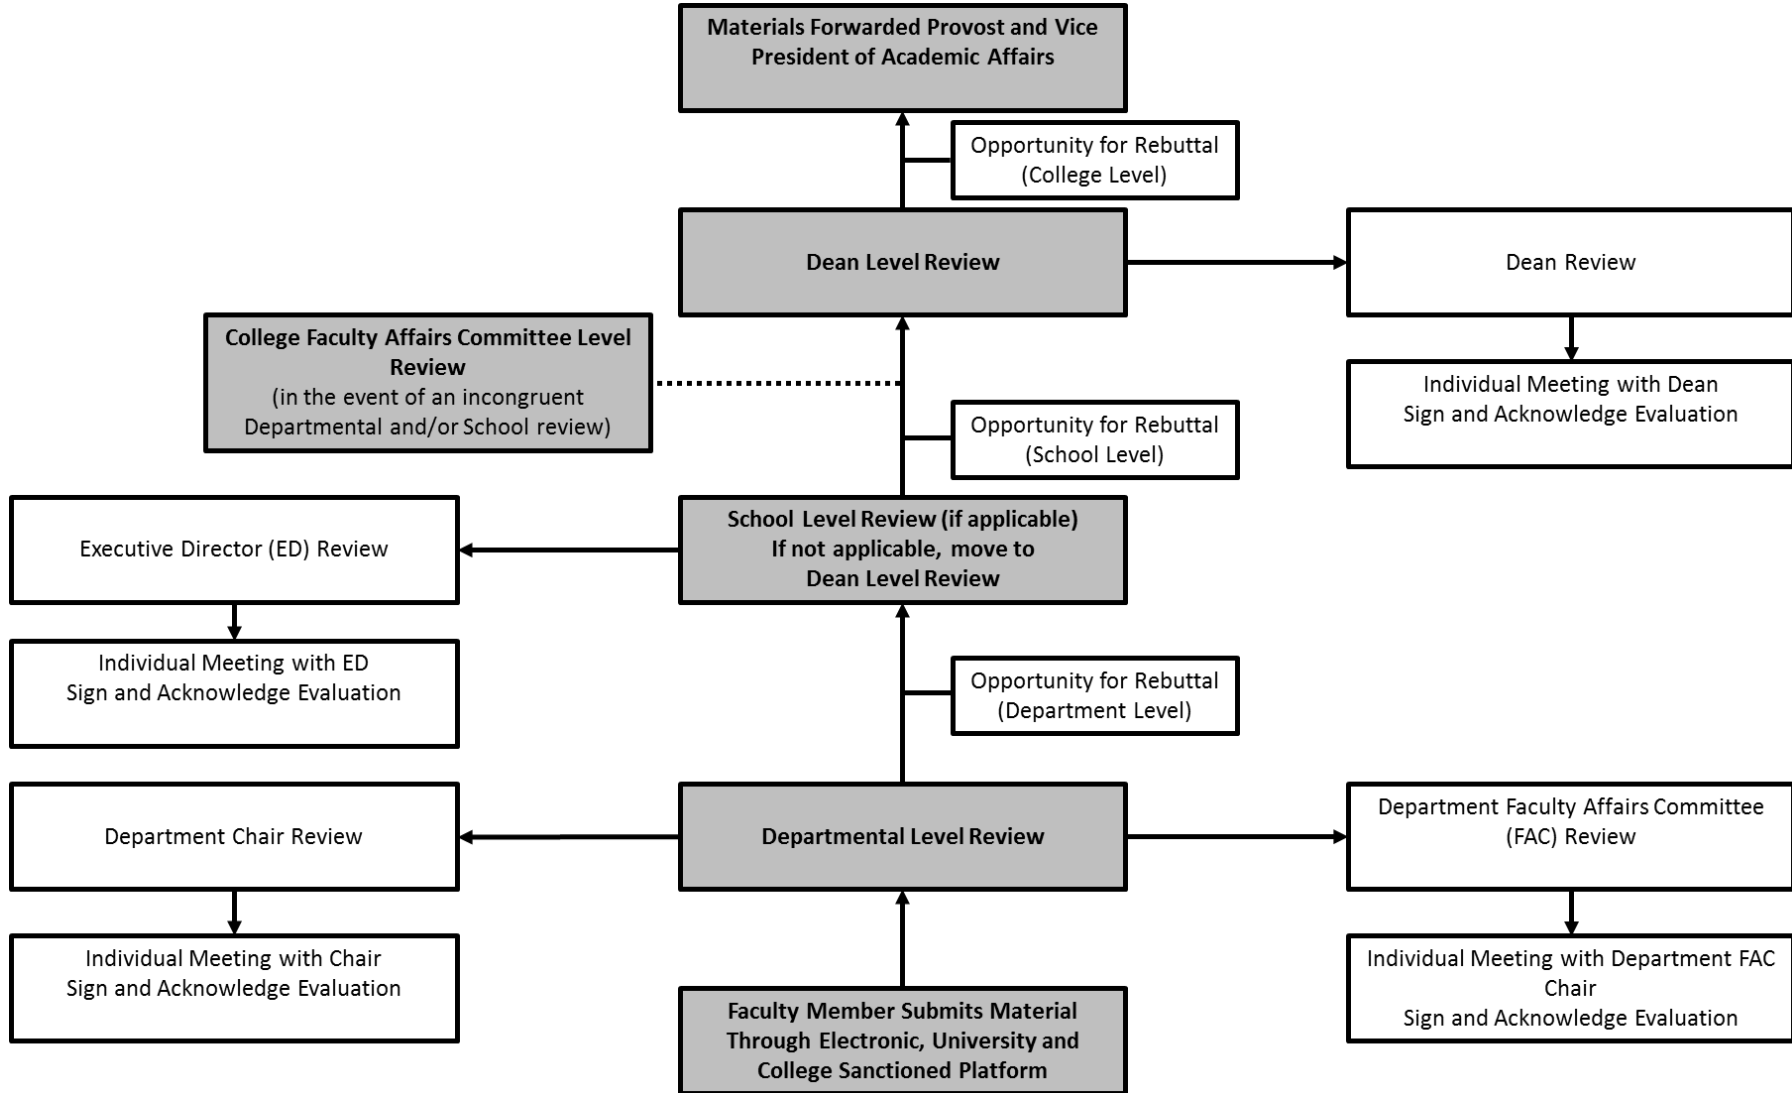 Materials Forwarded Provost and Vice
President of Academic Affairs
Opportunity for Rebuttal
(College Level)
Dean Level Review
Dean Review
College Faculty Affairs Committee Level
Review
(in the event of an incongruent
Departmental and/or School review)
Individual Meeting with Dean
Sign and Acknowledge Evaluation
Opportunity for Rebuttal
(School Level)
Executive Director (ED) Review
School Level Review (if applicable)
If not applicable, move to
Dean Level Review
Individual Meeting with ED
Sign and Acknowledge Evaluation
Opportunity for Rebuttal
(Department Level)
Department Chair Review
Departmental Level Review
Department Faculty Affairs Committee
(FAC) Review
Individual Meeting with Chair
Sign and Acknowledge Evaluation
Individual Meeting with Department FAC
Chair
Sign and Acknowledge Evaluation
Faculty Member Submits Material
Through Electronic, University and
College Sanctioned Platform